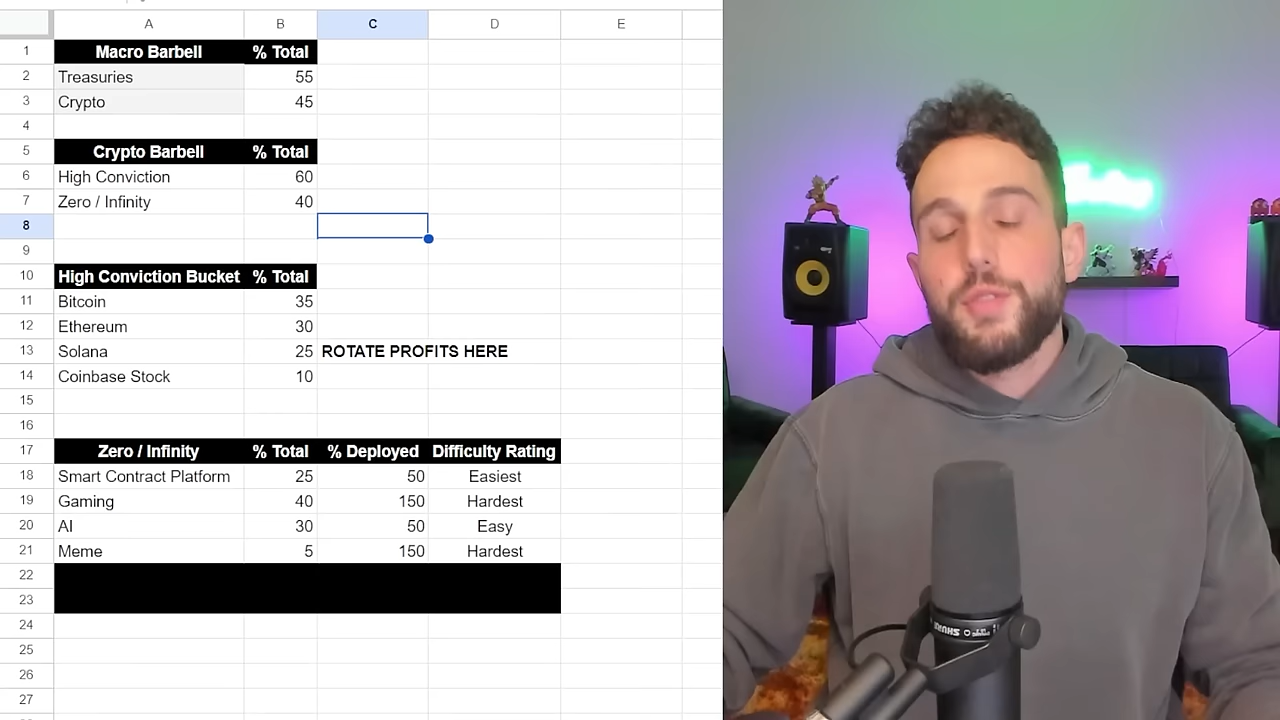 A B C D E
1 Macro Barbell % Total
2 Treasuries 55
3 Crypto 45
4
5 Crypto Barbell % Total
6 High Conviction 60
7 Zero / Infinity 40
8
9
10 High Conviction Bucket % Total
11 Bitcoin 35
12 Ethereum 30
13 Solana 25 ROTATE PROFITS HERE
14 Coinbase Stock 10
15
16
17 Zero / Infinity % Total % Deployed Difficulty Rating
18 Smart Contract Platform 25 50 Easiest
19 Gaming 40 150 Hardest
20 AI 30 50 Easy
21 Meme 5 150 Hardest
22
23
24
25
26
27
SHURE